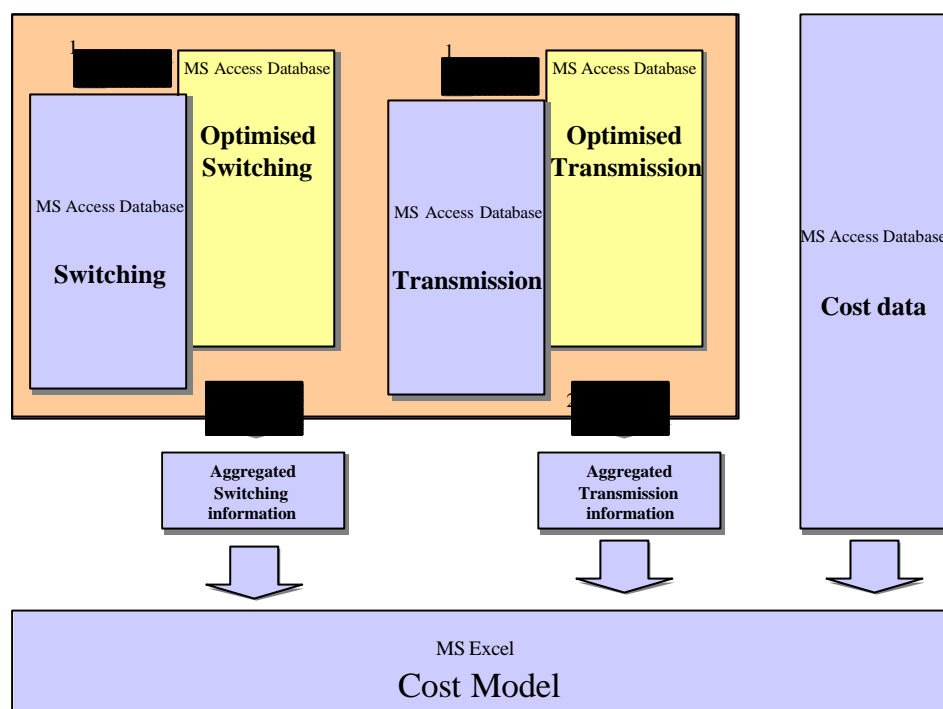 1
MS Access Database
Optimised
Switching
MS Access Database
Switching
1
MS Access Database
Optimised
Transmission
MS Access Database
Transmission
MS Access Database
Cost data
2
Aggregated
Switching
information
Aggregated
Transmission
information
MS Excel
Cost Model